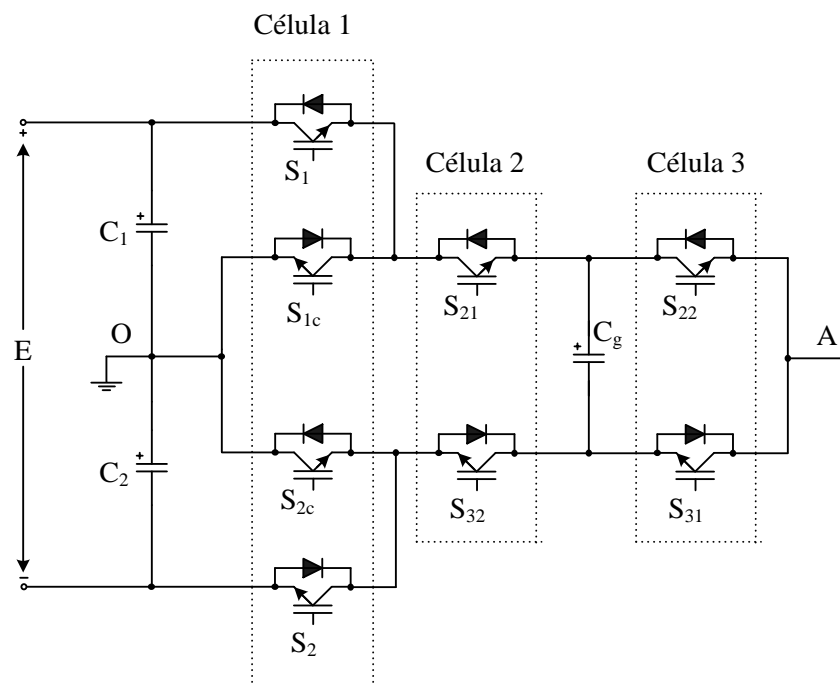 Célula 1
+
S1
Célula 2
Célula 3
+
C1
S1c
S21
S22
O
E
Cg
+
A
+
C2
S2c
S32
S31
−
S2